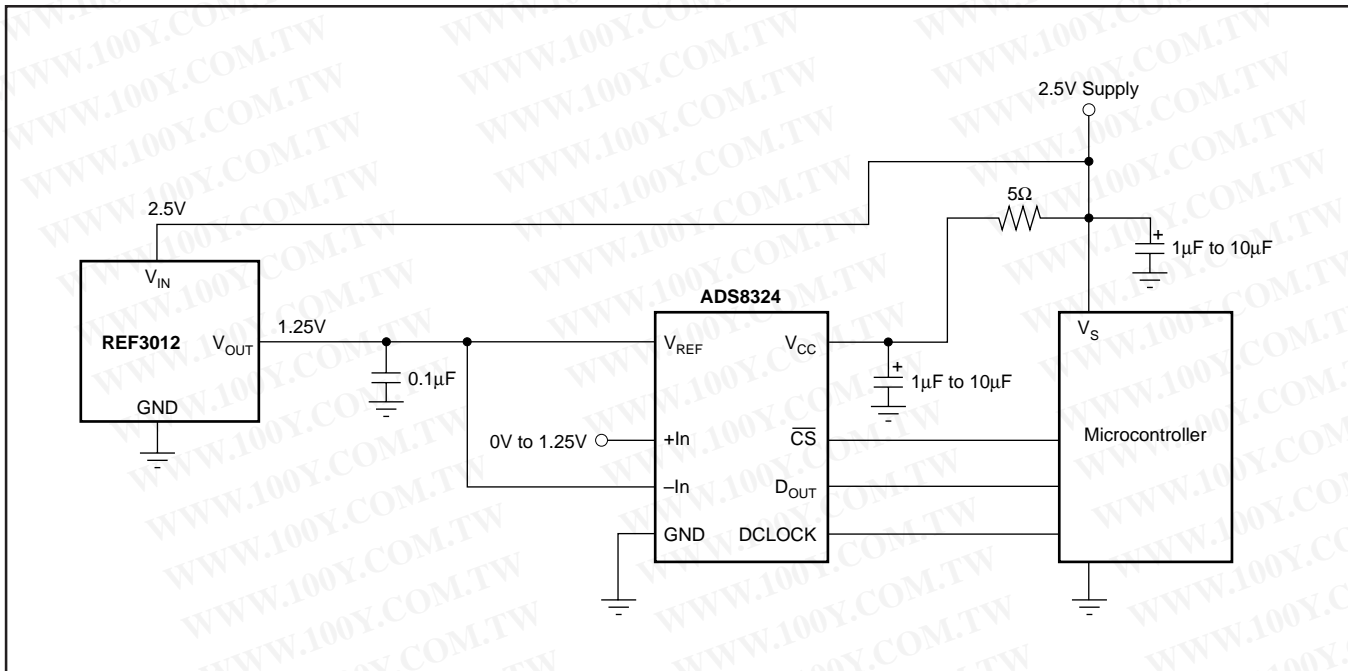 2.5V Supply
2.5V
5Ω
+
1μF to 10μF
VIN
REF3012
VOUT
GND
1.25V
0.1μF
ADS8324
VREF
VCC
+
1μF to 10μF
0V to 1.25V
+In
–In
GND
CS
DOUT
DCLOCK
VS
Microcontroller
WWW.100Y.COM.TW